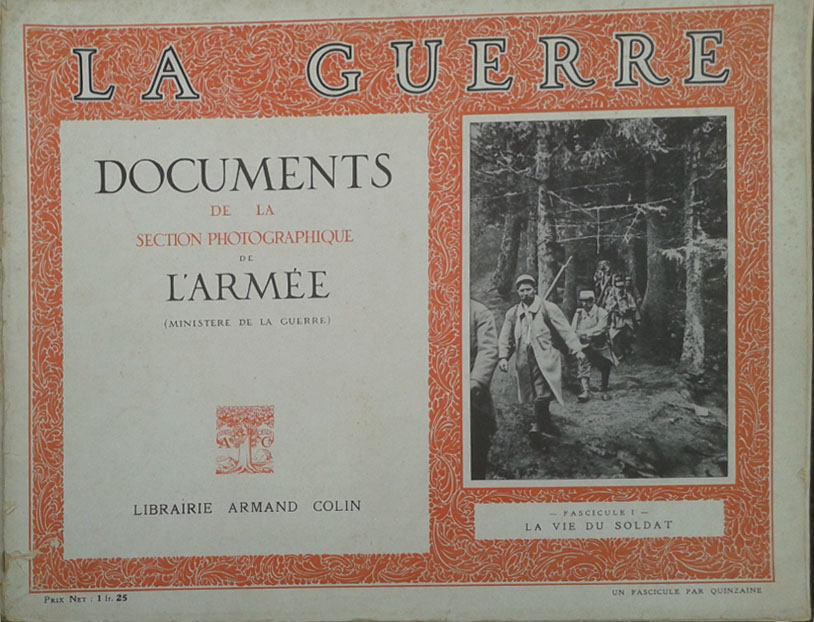 LA GUERRE
DOCUMENTS
DE LA
SECTION PHOTOGRAPHIQUE
DE
L'ARMÉE
(MINISTERE DE LA GUERRE)
A C
LIBRAIRIE ARMAND COLIN
— FASCICULE I —
LA VIE DU SOLDAT
PRIX NET : 1 fr. 25
UN FASCICULE PAR QUINZAINE